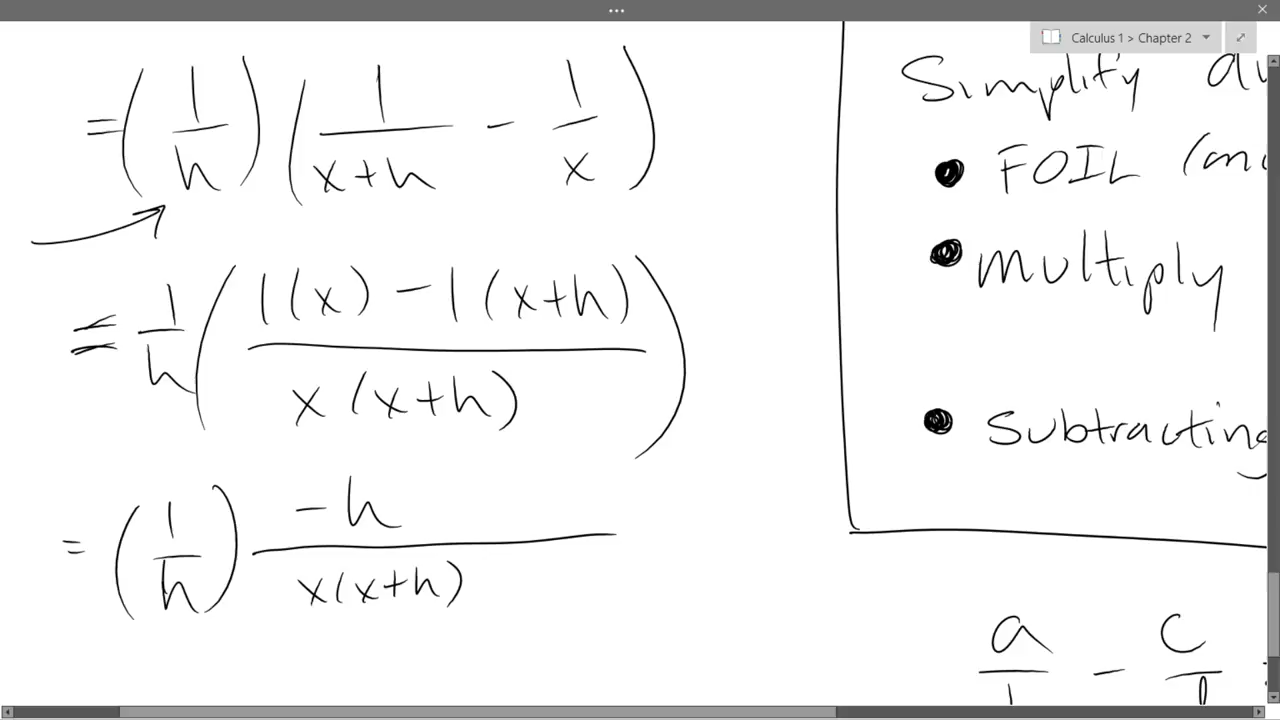 Calculus 1 > Chapter 2
= (1/h) (1/(x+h) - 1/x)
= 1/h ((1(x) - 1(x+h))/(x(x+h)))
= (1/h) (-h)/(x(x+h))
Simplify
• FOIL
• multiply
• Subtracting
a/ - c/